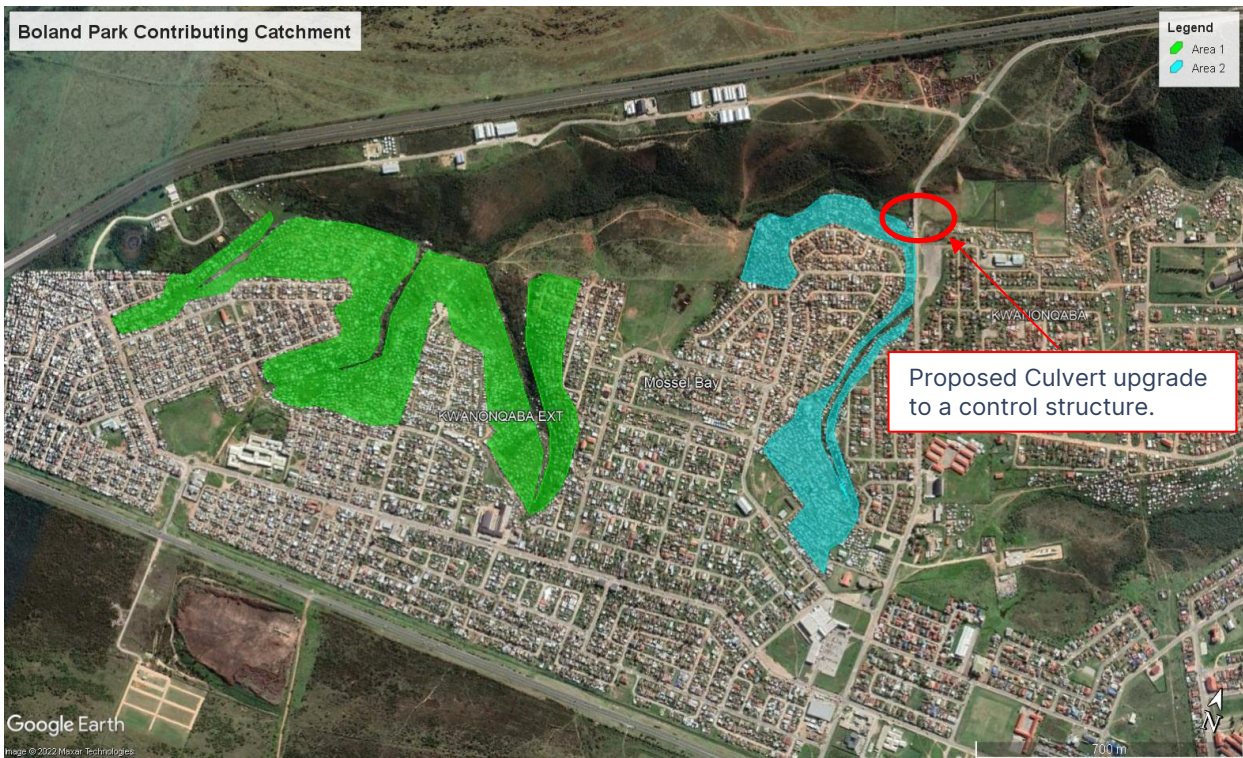 Boland Park Contributing Catchment
Legend
Area 1
Area 2
KWANONQABA
Proposed Culvert upgrade
to a control structure.
Mossel Bay
KWANONQABA EXT
Google Earth
Image © 2022 Maxar Technologies
N
700 m